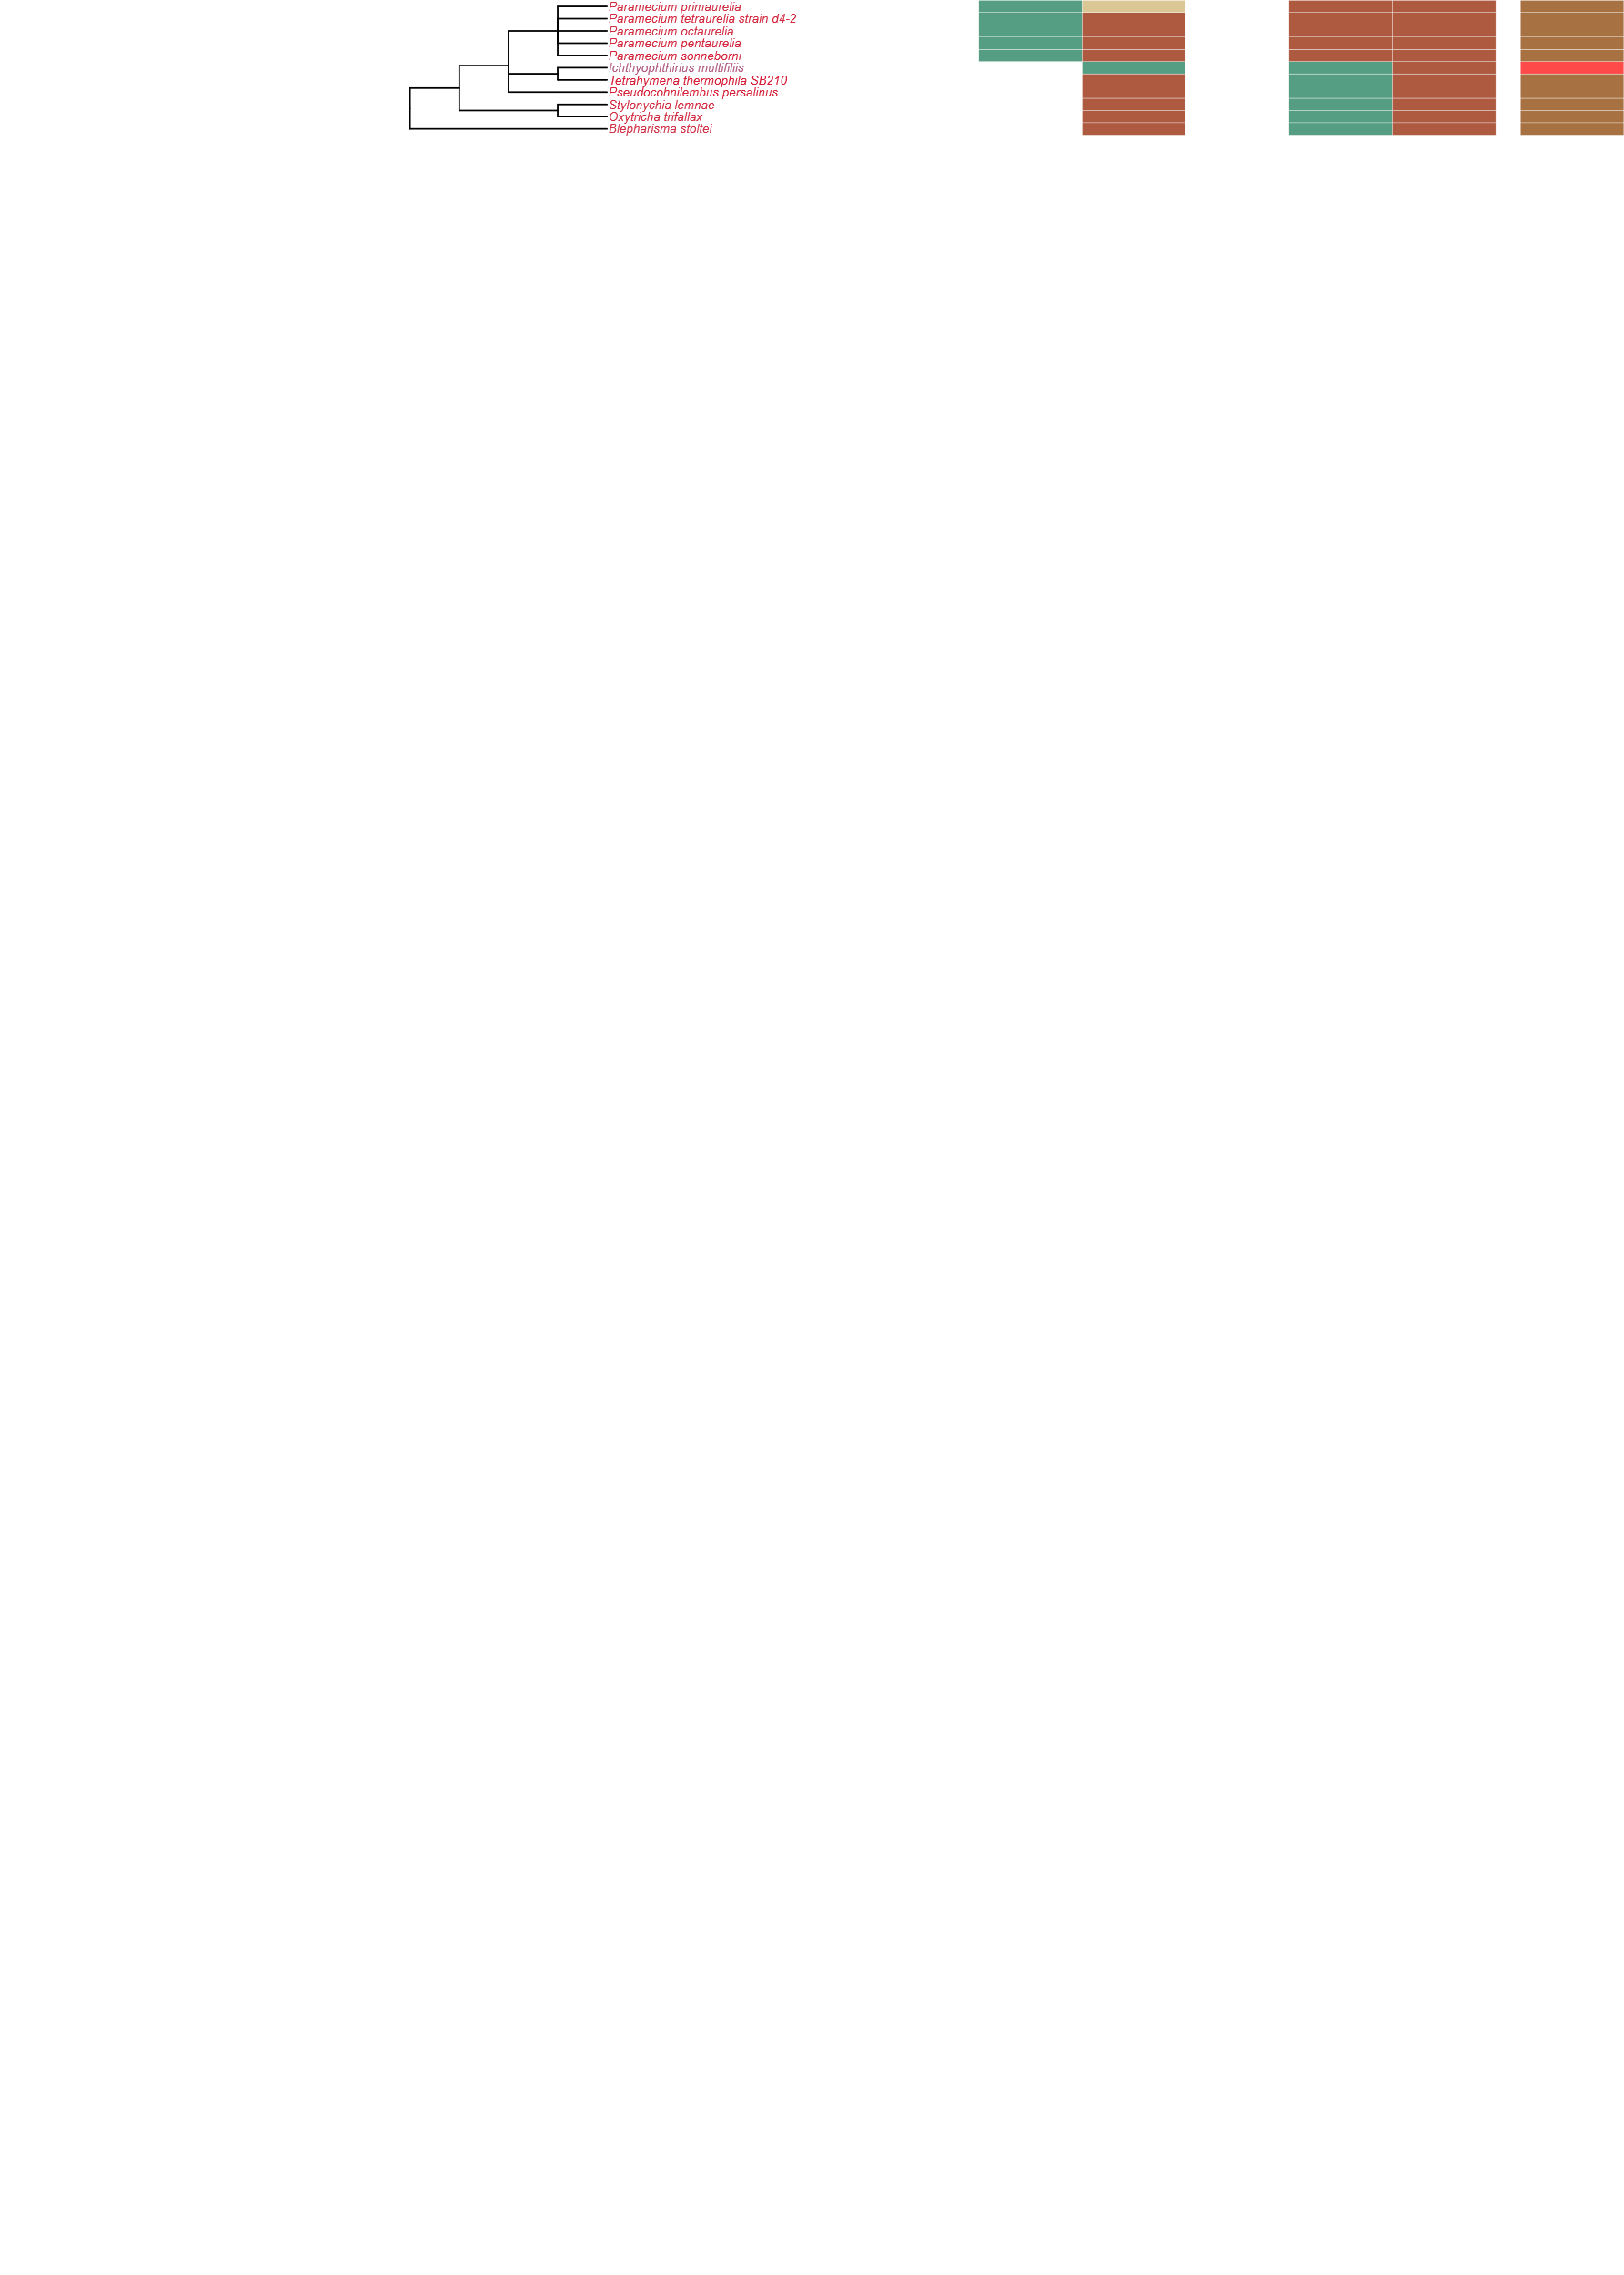 Paramecium primaurelia
Paramecium tetraurelia strain d4-2
Paramecium octaurelia
Paramecium pentaurelia
Paramecium sonneborni
Ichthyophthirius multifiliis
Tetrahymena thermophila SB210
Pseudocohnilembus persalinus
Stylonychia lemnae
Oxytricha trifallax
Blepharisma stoltei